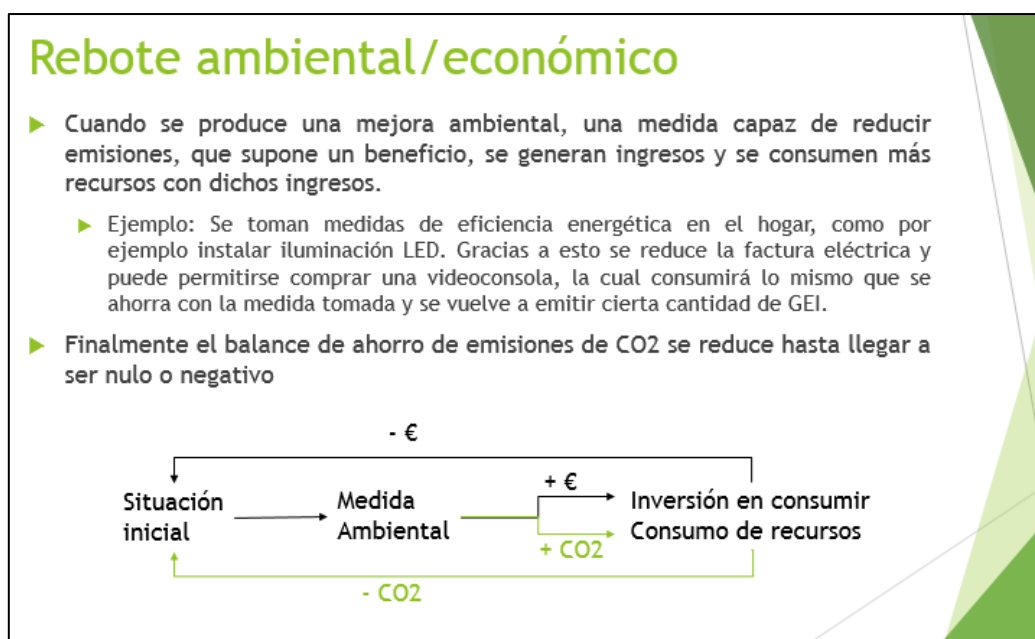 Rebote ambiental/económico
Cuando se produce una mejora ambiental, una medida capaz de reducir
emisiones, que supone un beneficio, se generan ingresos y se consumen más
recursos con dichos ingresos.
Ejemplo: Se toman medidas de eficiencia energética en el hogar, como por
ejemplo instalar iluminación LED. Gracias a esto se reduce la factura eléctrica y
puede permitirse comprar una videoconsola, la cual consumirá lo mismo que se
ahorra con la medida tomada y se vuelve a emitir cierta cantidad de GEI.
Finalmente el balance de ahorro de emisiones de CO2 se reduce hasta llegar a
ser nulo o negativo
- €
+ €
Situación
inicial
Medida
Ambiental
Inversión en consumir
Consumo de recursos
+ CO2
- CO2